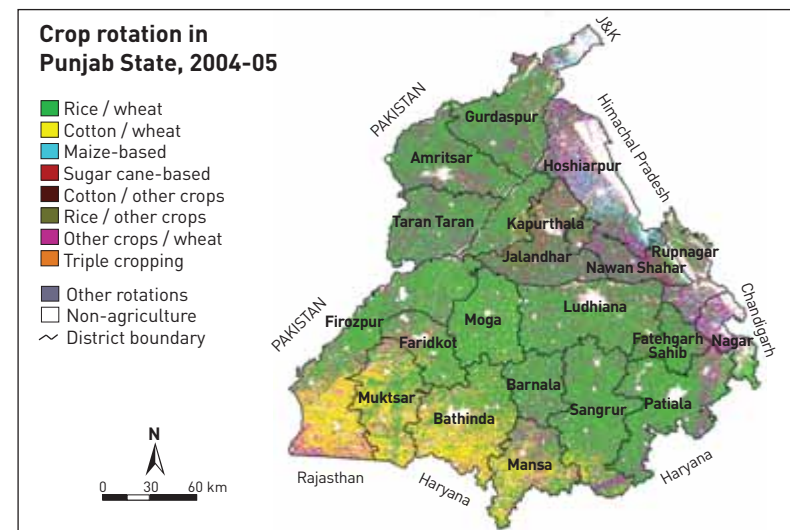 Crop rotation in
Punjab State, 2004-05
Rice / wheat
Cotton / wheat
Maize-based
Sugar cane-based
Cotton / other crops
Rice / other crops
Other crops / wheat
Triple cropping
Other rotations
Non-agriculture
District boundary
N
0 30 60 km
J&K
PAKISTAN
Himachal Pradesh
Gurdaspur
Amritsar
Hoshiarpur
Taran Taran
Kapurthala
Jalandhar
Nawan Shahar
Rupnagar
Chandigarh
PAKISTAN
Firozpur
Moga
Ludhiana
Faridkot
Fatehgarh
Sahib
Nagar
Muktsar
Barnala
Bathinda
Sangrur
Patiala
Mansa
Rajasthan
Haryana
Haryana